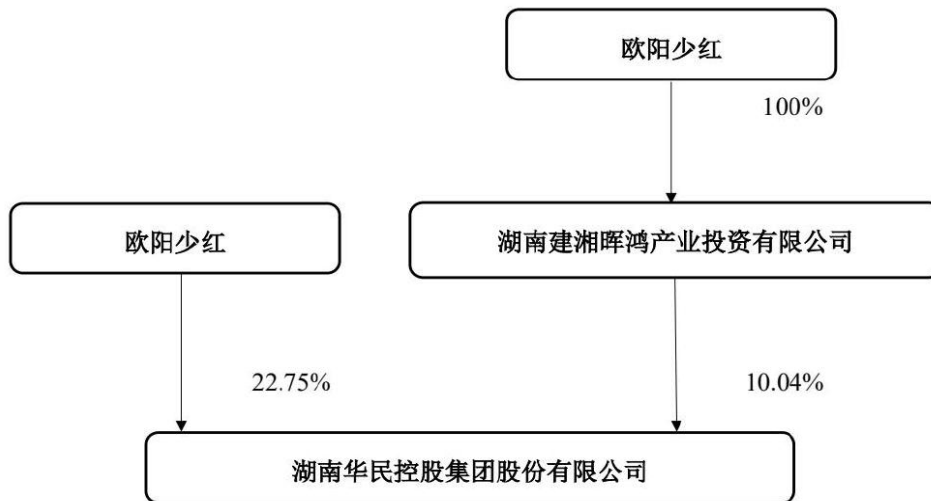 欧阳少红
100%
欧阳少红
湖南建湘晖鸿产业投资有限公司
22.75%
10.04%
湖南华民控股集团股份有限公司